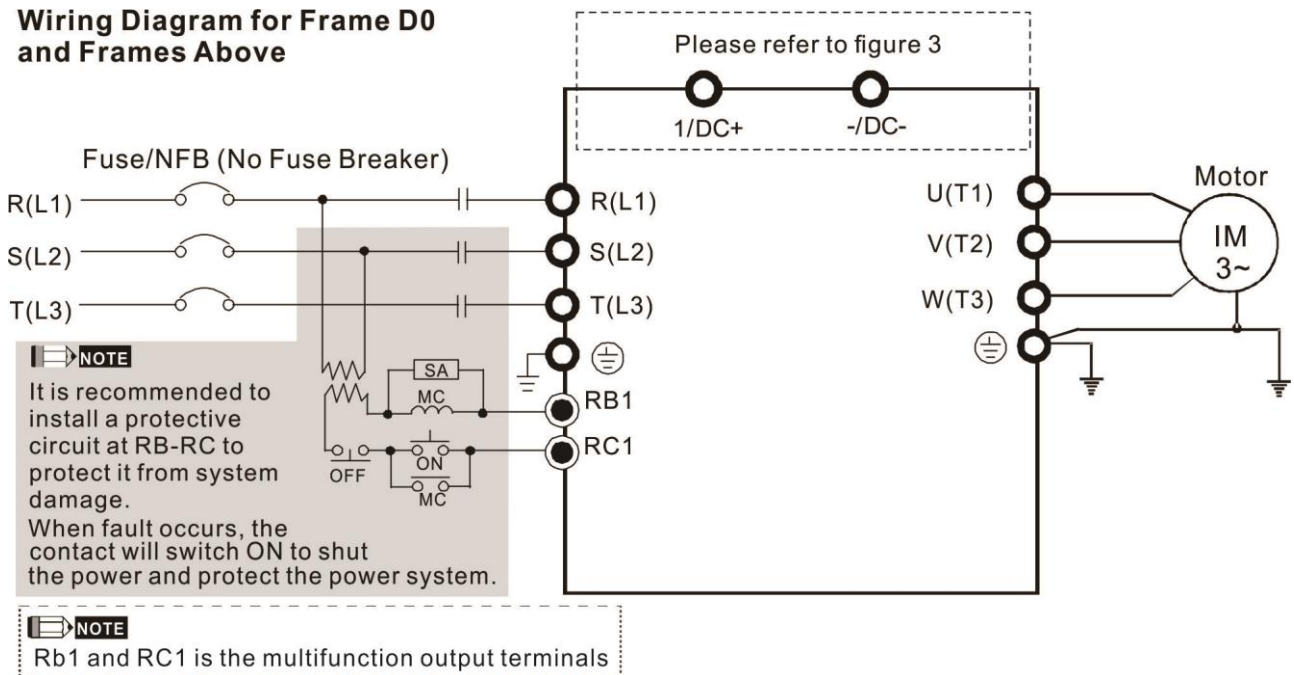 Wiring Diagram for Frame D0
and Frames Above
Please refer to figure 3
1/DC+
-/DC-
Fuse/NFB (No Fuse Breaker)
R(L1)
R(L1)
U(T1)
Motor
S(L2)
S(L2)
V(T2)
IM
3~
T(L3)
T(L3)
W(T3)
NOTE
It is recommended to
install a protective
circuit at RB-RC to
protect it from system
damage.
When fault occurs, the
contact will switch ON to shut
the power and protect the power system.
SA
MC
RB1
OFF
ON
MC
RC1
NOTE
Rb1 and RC1 is the multifunction output terminals